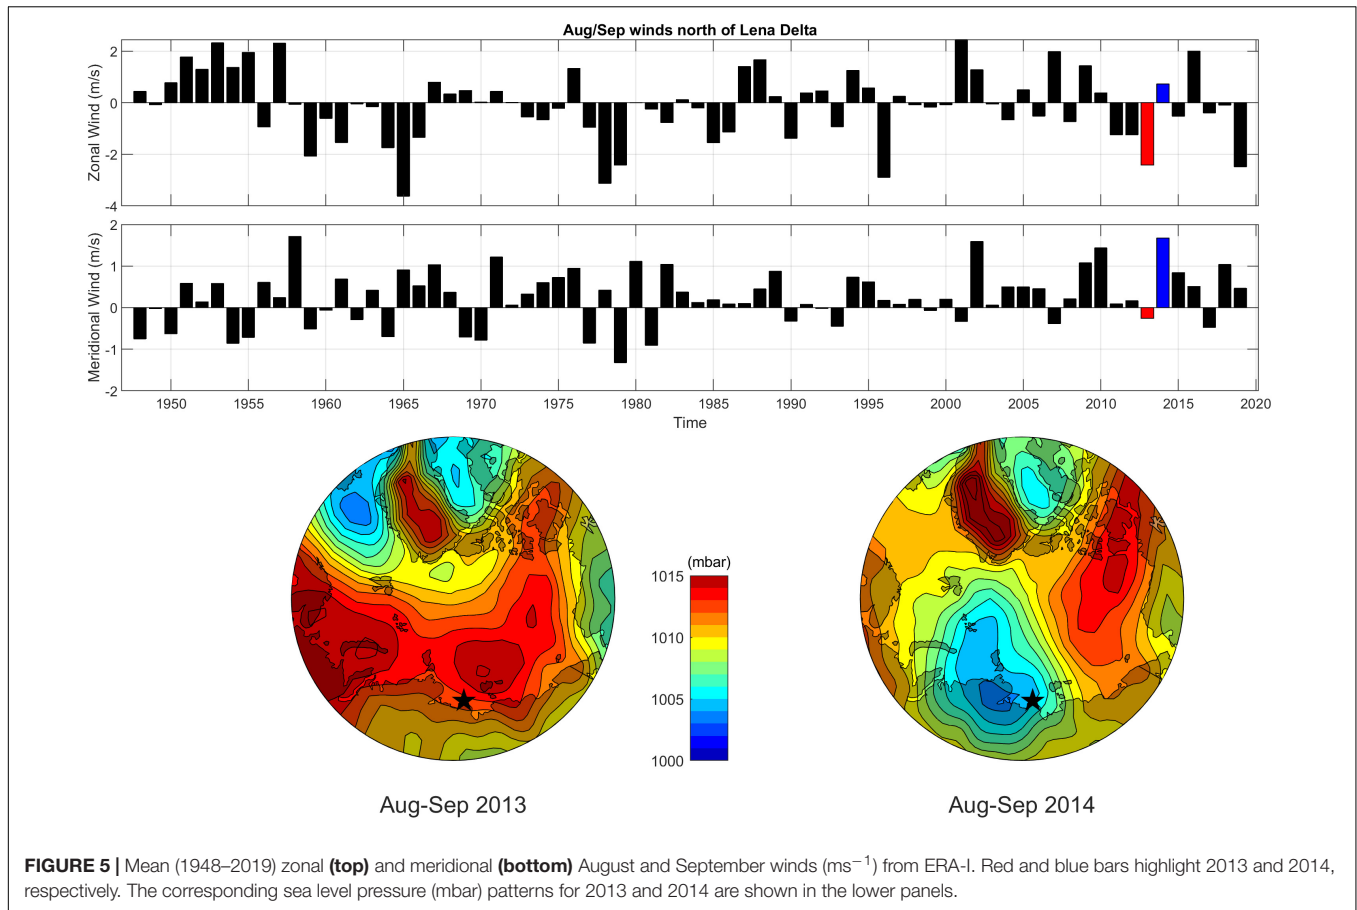 Aug/Sep winds north of Lena Delta
Zonal Wind (m/s)
2
0
-2
-4
Meridional Wind (m/s)
2
1
0
-1
-2
1950 1955 1960 1965 1970 1975 1980 1985 1990 1995 2000 2005 2010 2015 2020
Time
(mbar)
1015
1010
1005
1000
Aug-Sep 2013
Aug-Sep 2014
FIGURE 5 | Mean (1948–2019) zonal (top) and meridional (bottom) August and September winds (ms−1) from ERA-I. Red and blue bars highlight 2013 and 2014,
respectively. The corresponding sea level pressure (mbar) patterns for 2013 and 2014 are shown in the lower panels.